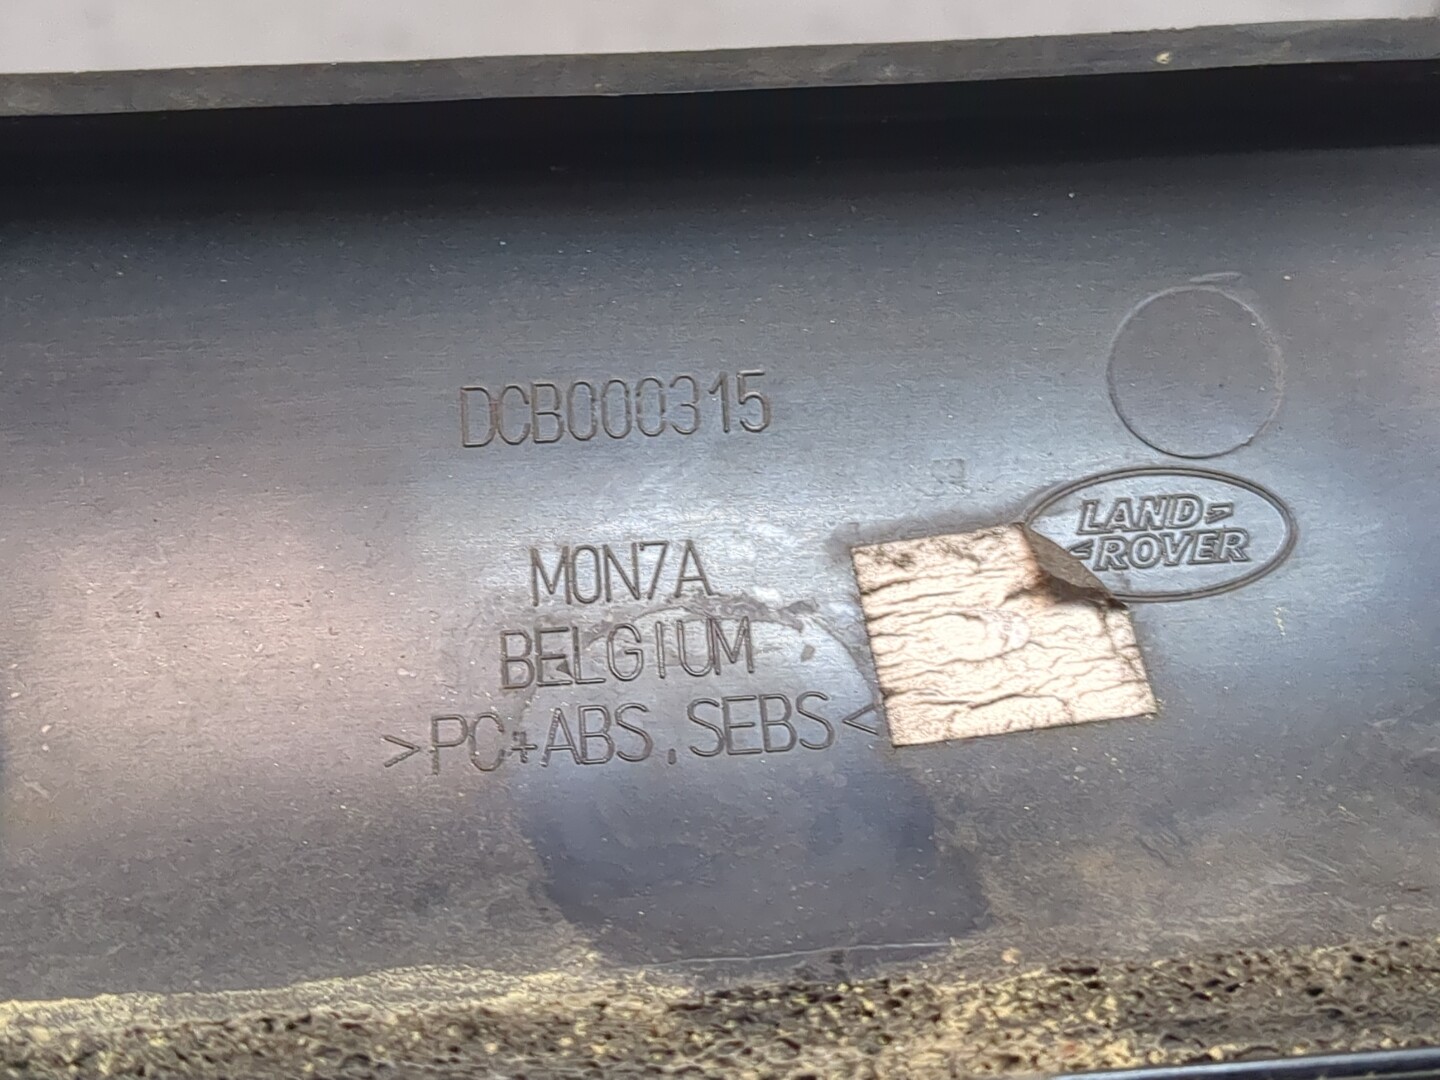 DCB000315
LAND
ROVER
MON7A
BELGIUM
>PC+ABS,SEBS<